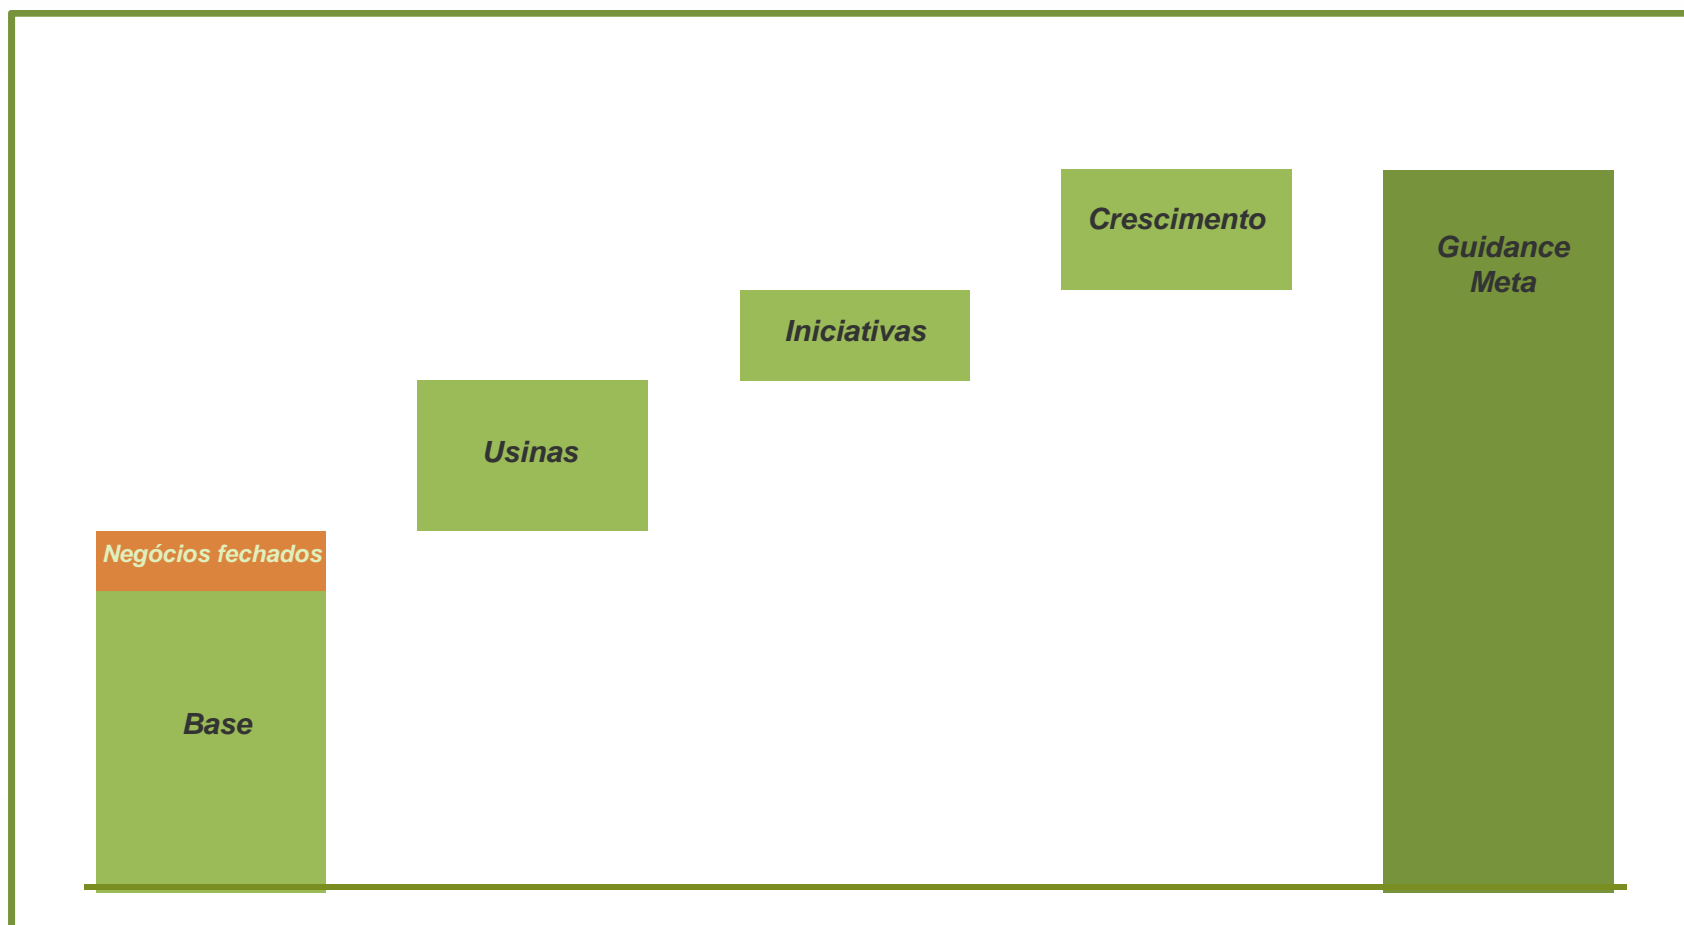 Crescimento
Guidance
Meta
Iniciativas
Usinas
Negócios fechados
Base